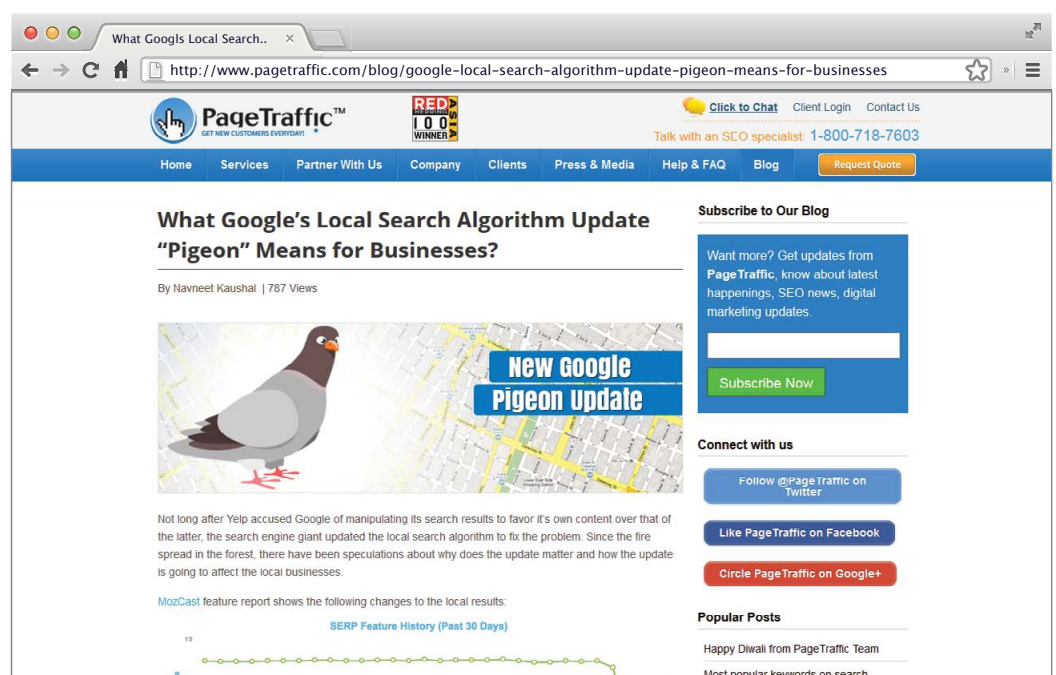 What Googls Local Search..
http://www.pagetraffic.com/blog/google-local-search-algorithm-update-pigeon-means-for-businesses
PageTraffic™
GET NEW CUSTOMERS EVERYDAY!
RED
HERRING
100
WINNER
ASIA
Click to Chat Client Login Contact Us
Talk with an SEO specialist: 1-800-718-7603
Home Services Partner With Us Company Clients Press & Media Help & FAQ Blog Request Quote
What Google's Local Search Algorithm Update
“Pigeon” Means for Businesses?
By Navneet Kaushal | 787 Views
New Google
Pigeon Update
Not long after Yelp accused Google of manipulating its search results to favor it's own content over that of
the latter, the search engine giant updated the local search algorithm to fix the problem. Since the fire
spread in the forest, there have been speculations about why does the update matter and how the update
is going to affect the local businesses.
MozCast feature report shows the following changes to the local results:
SERP Feature History (Past 30 Days)
10
Subscribe to Our Blog
Want more? Get updates from
PageTraffic, know about latest
happenings, SEO news, digital
marketing updates.
Subscribe Now
Connect with us
Follow @PageTraffic on
Twitter
Like PageTraffic on Facebook
Circle PageTraffic on Google+
Popular Posts
Happy Diwali from PageTraffic Team
Most popular keywords on search